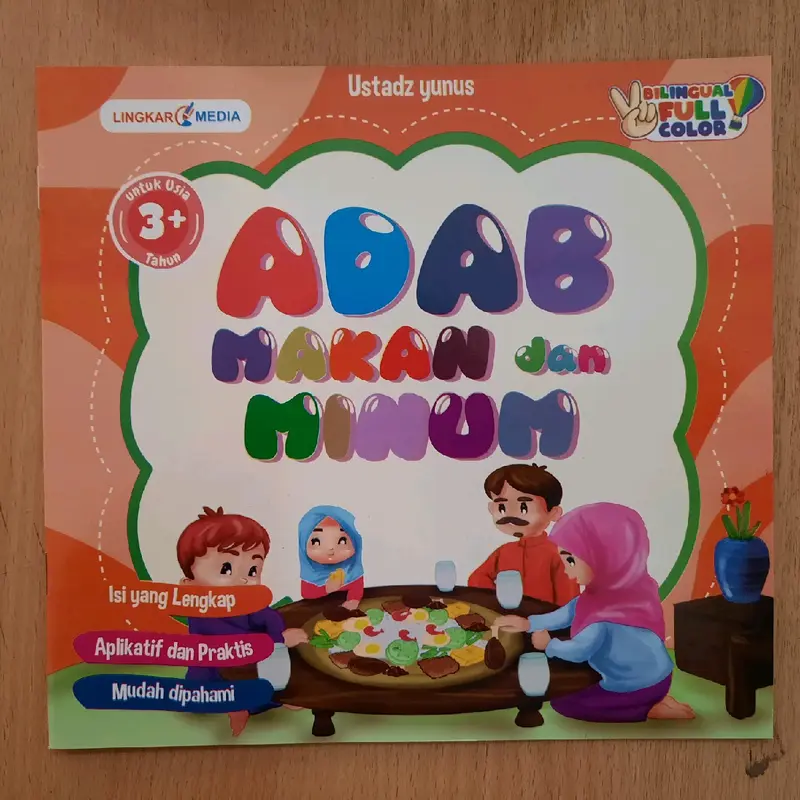 Ustadz yunus
LINGKAR MEDIA
BILINGUAL
FULL
COLOR
untuk Usia
3+
Tahun
ADAB
MAKAN dan
MINUM
Isi yang Lengkap
Aplikatif dan Praktis
Mudah dipahami